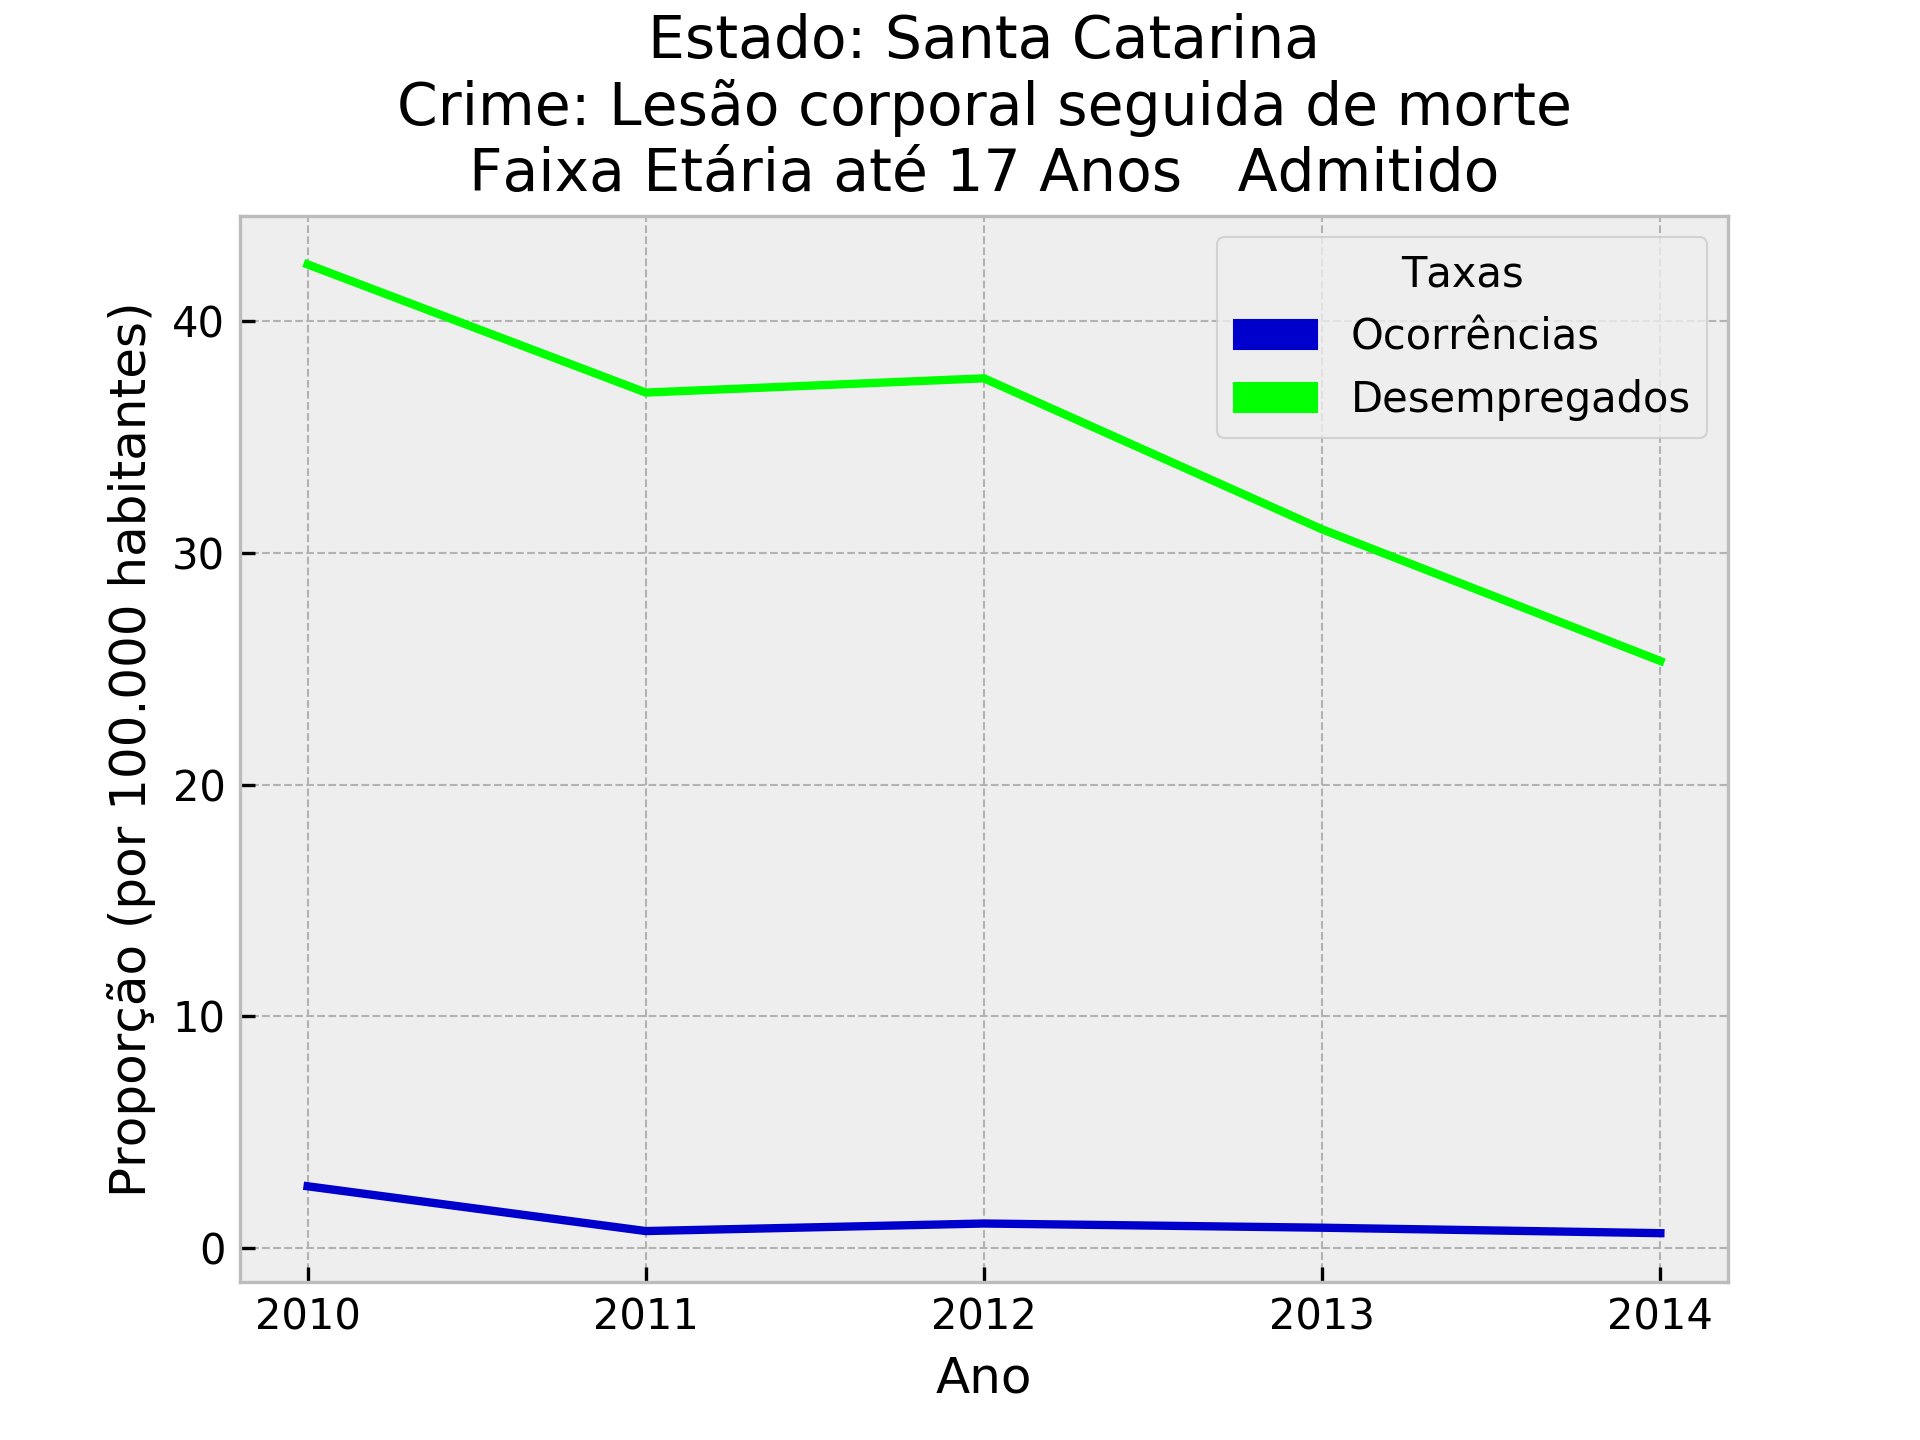 Estado: Santa Catarina
Crime: Lesão corporal seguida de morte
Faixa Etária até 17 Anos   Admitido
Taxas
Ocorrências
Desempregados
Proporção (por 100.000 habitantes)
40
30
20
10
0
2010 2011 2012 2013 2014
Ano